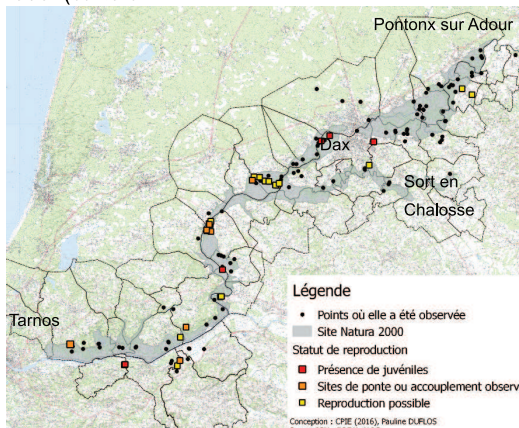 Pontonx sur Adour
Dax
Sort en
Chalosse
Tarnos
Légende
Points où elle a été observée
Site Natura 2000
Statut de reproduction
Présence de juvéniles
Sites de ponte ou accouplement observé
Reproduction possible
Conception : CPIE (2016), Pauline DUFLOS